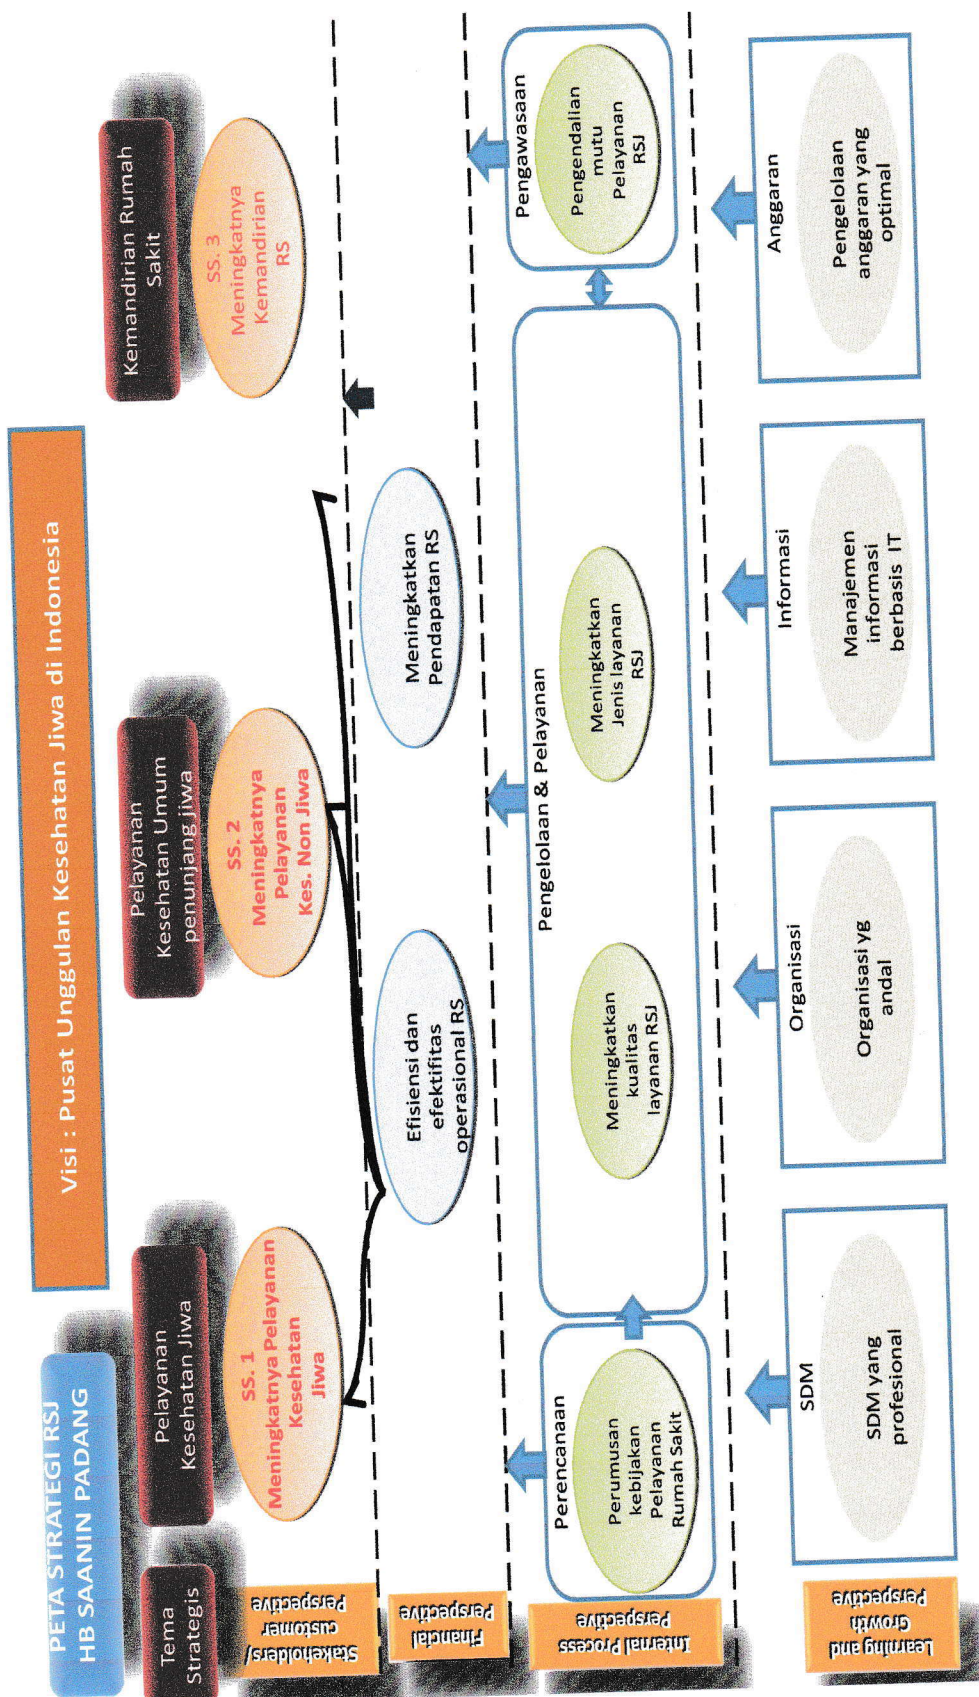 PETA STRATEGI RSJ
HB SAANIN PADANG
Visi : Pusat Unggulan Kesehatan Jiwa di Indonesia
Tema
Strategis
Pelayanan
Kesehatan Jiwa
Pelayanan
Kesehatan Umum
penunjang jiwa
Kemandirian Rumah
Sakit
Stakeholders/
customer
Perspective
SS. 1
Meningkatnya Pelayanan
Kesehatan
Jiwa
SS. 2
Meningkatnya
Pelayanan
Kes. Non Jiwa
SS. 3
Meningkatnya
Kemandirian
RS
Financial
Perspective
Efisiensi dan
efektifitas
operasional RS
Meningkatkan
Pendapatan RS
Internal Process
Perspective
Perencanaan
Perumusan
kebijakan
Pelayanan
Rumah Sakit
Pengelolaan & Pelayanan
Meningkatkan
kualitas
layanan RSJ
Meningkatkan
Jenis layanan
RSJ
Pengawasaan
Pengendalian
mutu
Pelayanan
RSJ
Learning and
Growth
Perspective
SDM
SDM yang
profesional
Organisasi
Organisasi yg
andal
Informasi
Manajemen
informasi
berbasis IT
Anggaran
Pengelolaan
anggaran yang
optimal